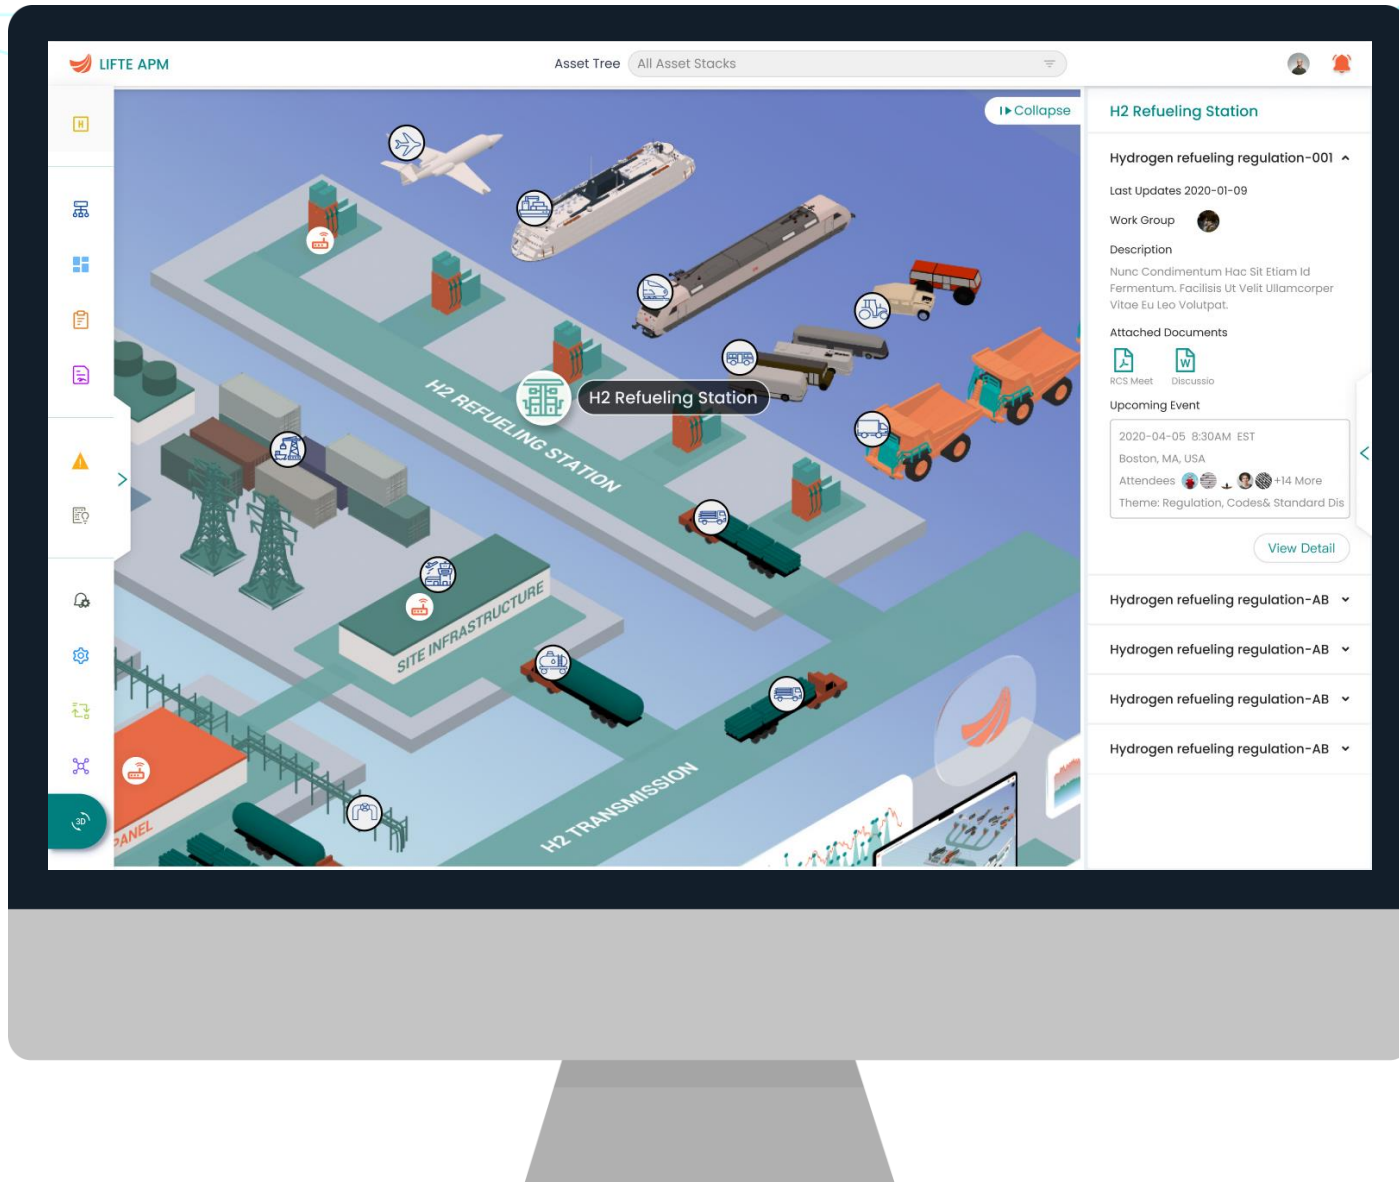 LIFTE APM
Asset Tree
All Asset Stacks
Collapse
H2 REFUELING STATION
H2 Refueling Station
SITE INFRASTRUCTURE
H2 TRANSMISSION
PANEL
3D
H2 Refueling Station
Hydrogen refueling regulation-001
Last Updates 2020-01-09
Work Group
Description
Nunc Condimentum Hac Sit Etiam Id
Fermentum. Facilisis Ut Velit Ullamcorper
Vitae Eu Leo Volutpat.
Attached Documents
W
RCS Meet Discussio
Upcoming Event
2020-04-05 8:30AM EST
Boston, MA, USA
Attendees +14 More
Theme: Regulation, Codes& Standard Dis
View Detail
Hydrogen refueling regulation-AB
Hydrogen refueling regulation-AB
Hydrogen refueling regulation-AB
Hydrogen refueling regulation-AB